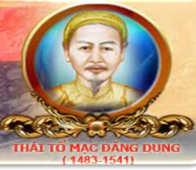 THÁI TỔ MẠC ĐĂNG DUNG
( 1483-1541)